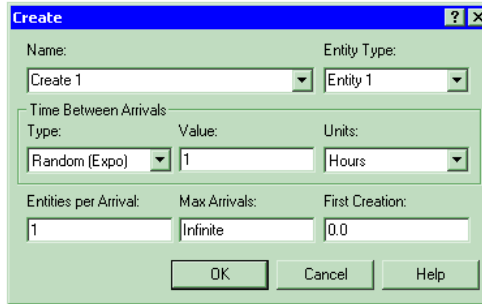 Create
Name: Entity Type:
Create 1 Entity 1
Time Between Arrivals
Type: Value: Units:
Random (Expo) 1 Hours
Entities per Arrival: Max Arrivals: First Creation:
1 Infinite 0.0
OK Cancel Help